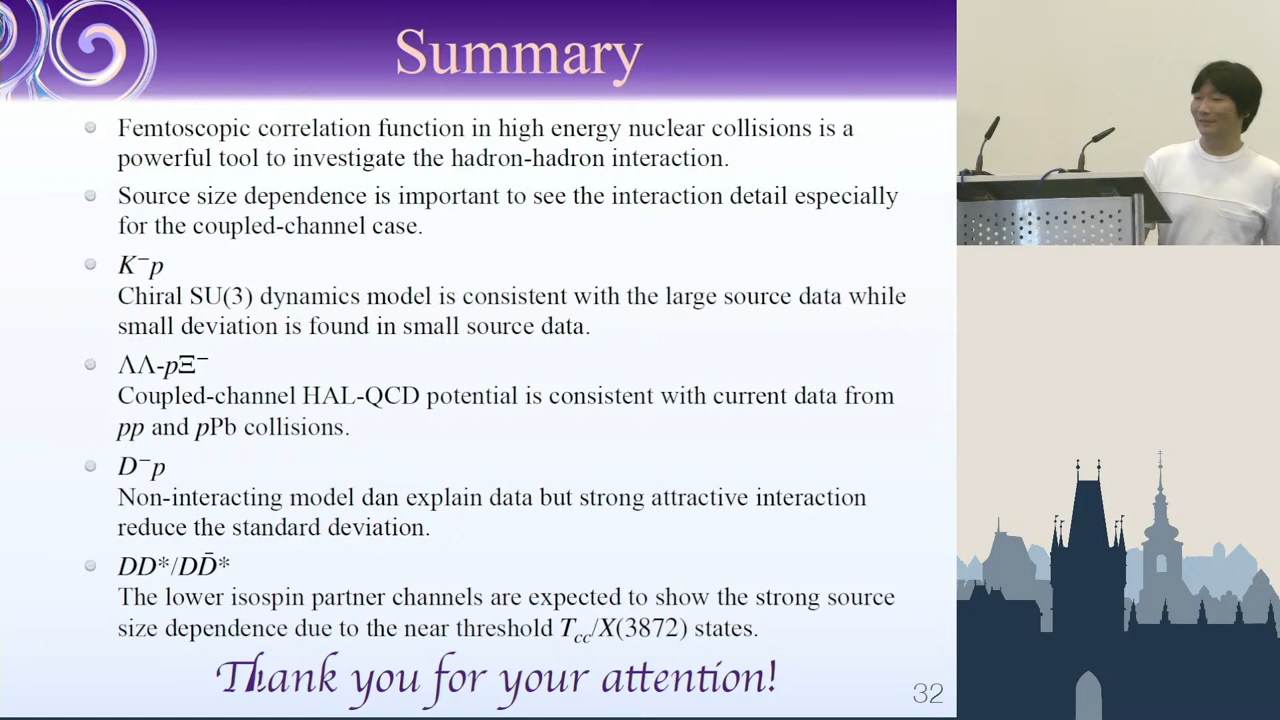 Summary
Femtoscopic correlation function in high energy nuclear collisions is a
powerful tool to investigate the hadron-hadron interaction.
Source size dependence is important to see the interaction detail especially
for the coupled-channel case.
K⁻p
Chiral SU(3) dynamics model is consistent with the large source data while
small deviation is found in small source data.
ΛΛ-pΞ⁻
Coupled-channel HAL-QCD potential is consistent with current data from
pp and pPb collisions.
D⁻p
Non-interacting model dan explain data but strong attractive interaction
reduce the standard deviation.
DD*/DD̄*
The lower isospin partner channels are expected to show the strong source
size dependence due to the near threshold Tcc/X(3872) states.
Thank you for your attention!
32